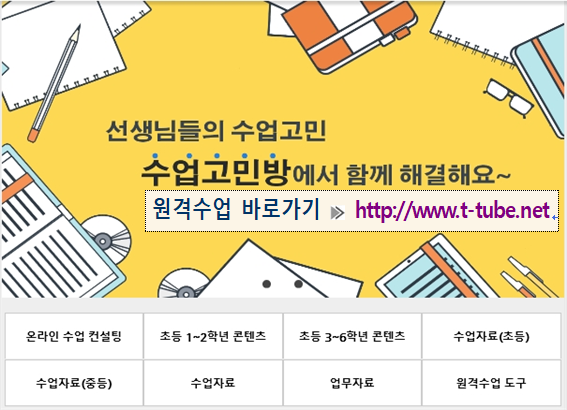 선생님들의 수업고민
수업고민방에서 함께 해결해요~
원격수업 바로가기 ⫸ http://www.t-tube.net
온라인 수업 컨설팅
초등 1~2학년 콘텐츠
초등 3~6학년 콘텐츠
수업자료(초등)
수업자료(중등)
수업자료
업무자료
원격수업 도구